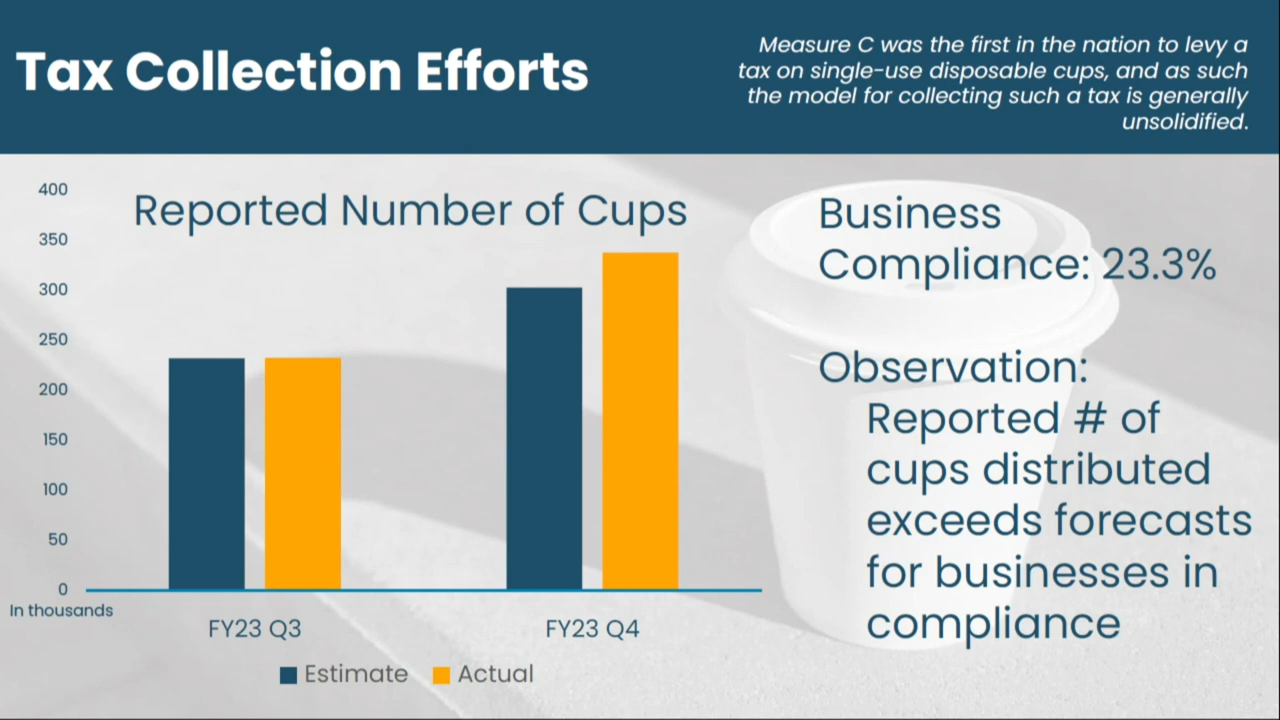 Tax Collection Efforts
Measure C was the first in the nation to levy a
tax on single-use disposable cups, and as such
the model for collecting such a tax is generally
unsolidified.
Reported Number of Cups
400
350
300
250
200
150
100
50
0
In thousands
FY23 Q3
FY23 Q4
Estimate
Actual
Business
Compliance: 23.3%
Observation:
Reported # of
cups distributed
exceeds forecasts
for businesses in
compliance